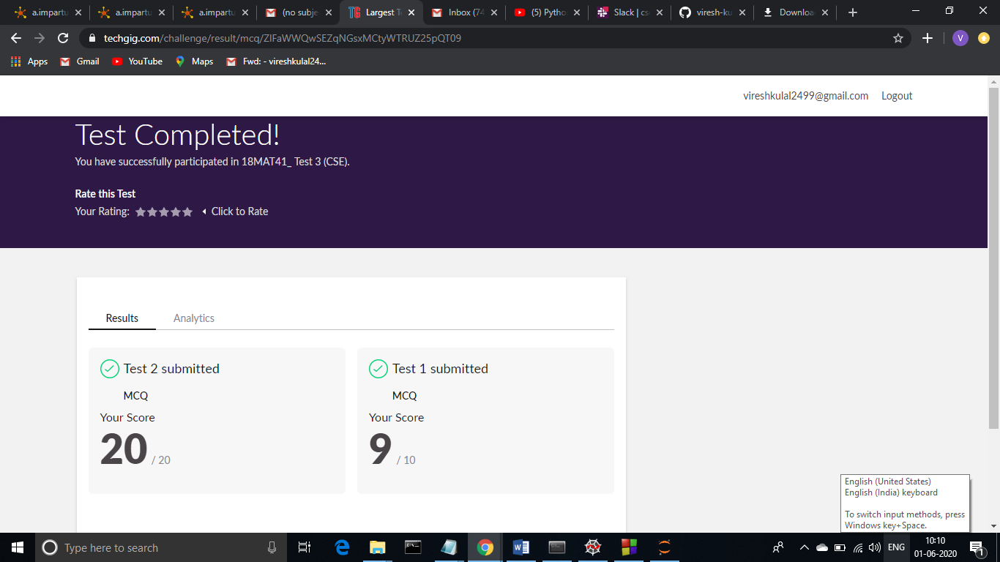 a.impartu
a.impartu
a.impartu
(no subje
Largest T
Inbox (74
(5) Pytho
Slack | cs
viresh-ku
Downloa
techgig.com/challenge/result/mcq/ZIFaWWQwSEZqNGsxMCtyWTRUZ25pQT09
V
Apps
Gmail
YouTube
Maps
Fwd: - vireshkulal24...
vireshkulal2499@gmail.com
Logout
Test Completed!
You have successfully participated in 18MAT41_ Test 3 (CSE).
Rate this Test
Your Rating:
Click to Rate
Results
Analytics
Test 2 submitted
MCQ
Your Score
20 / 20
Test 1 submitted
MCQ
Your Score
9 / 10
English (United States)
English (India) keyboard
To switch input methods, press
Windows key+Space.
Type here to search
ENG
10:10
01-06-2020
1